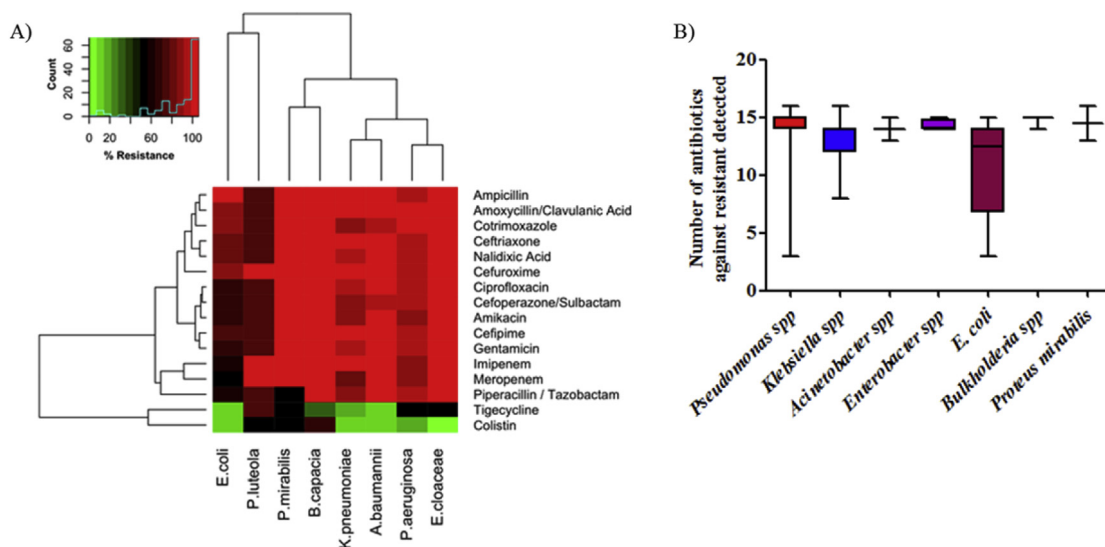 A)
Count
60
40
20
0
0 20 60 100
% Resistance
Ampicillin
Amoxycillin/Clavulanic Acid
Cotrimoxazole
Ceftriaxone
Nalidixic Acid
Cefuroxime
Ciprofloxacin
Cefoperazone/Sulbactam
Amikacin
Cefipime
Gentamicin
Imipenem
Meropenem
Piperacillin / Tazobactam
Tigecycline
Colistin
E.coli
P.luteola
P.mirabilis
B.capacia
K.pneumoniae
A.baumannii
P.aeruginosa
E.cloaceae
B)
Number of antibiotics
against resistant detected
20
15
10
5
0
Pseudomonas spp
Klebsiella spp
Acinetobacter spp
Enterobacter spp
E. coli
Bulkholderia spp
Proteus mirabilis